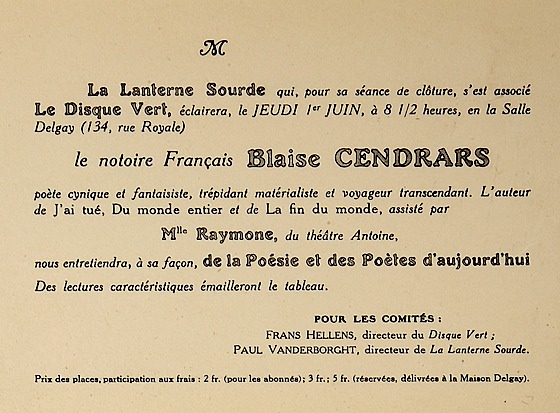 M
La Lanterne Sourde qui, pour sa séance de clôture, s'est associé
Le Disque Vert, éclairera, le JEUDI 1er JUIN, à 8 1/2 heures, en la Salle
Delgay (134, rue Royale)
le notoire Français Blaise CENDRARS
poète cynique et fantaisiste, trépidant matérialiste et voyageur transcendant. L'auteur
de J'ai tué, Du monde entier et de La fin du monde, assisté par
Mlle Raymone, du théâtre Antoine,
nous entretiendra, à sa façon, de la Poésie et des Poètes d'aujourd'hui
Des lectures caractéristiques émailleront le tableau.
POUR LES COMITÉS :
FRANS HELLENS, directeur du Disque Vert ;
PAUL VANDERBORGHT, directeur de La Lanterne Sourde.
Prix des places, participation aux frais : 2 fr. (pour les abonnés) ; 3 fr. ; 5 fr. (réservées, délivrées à la Maison Delgay).